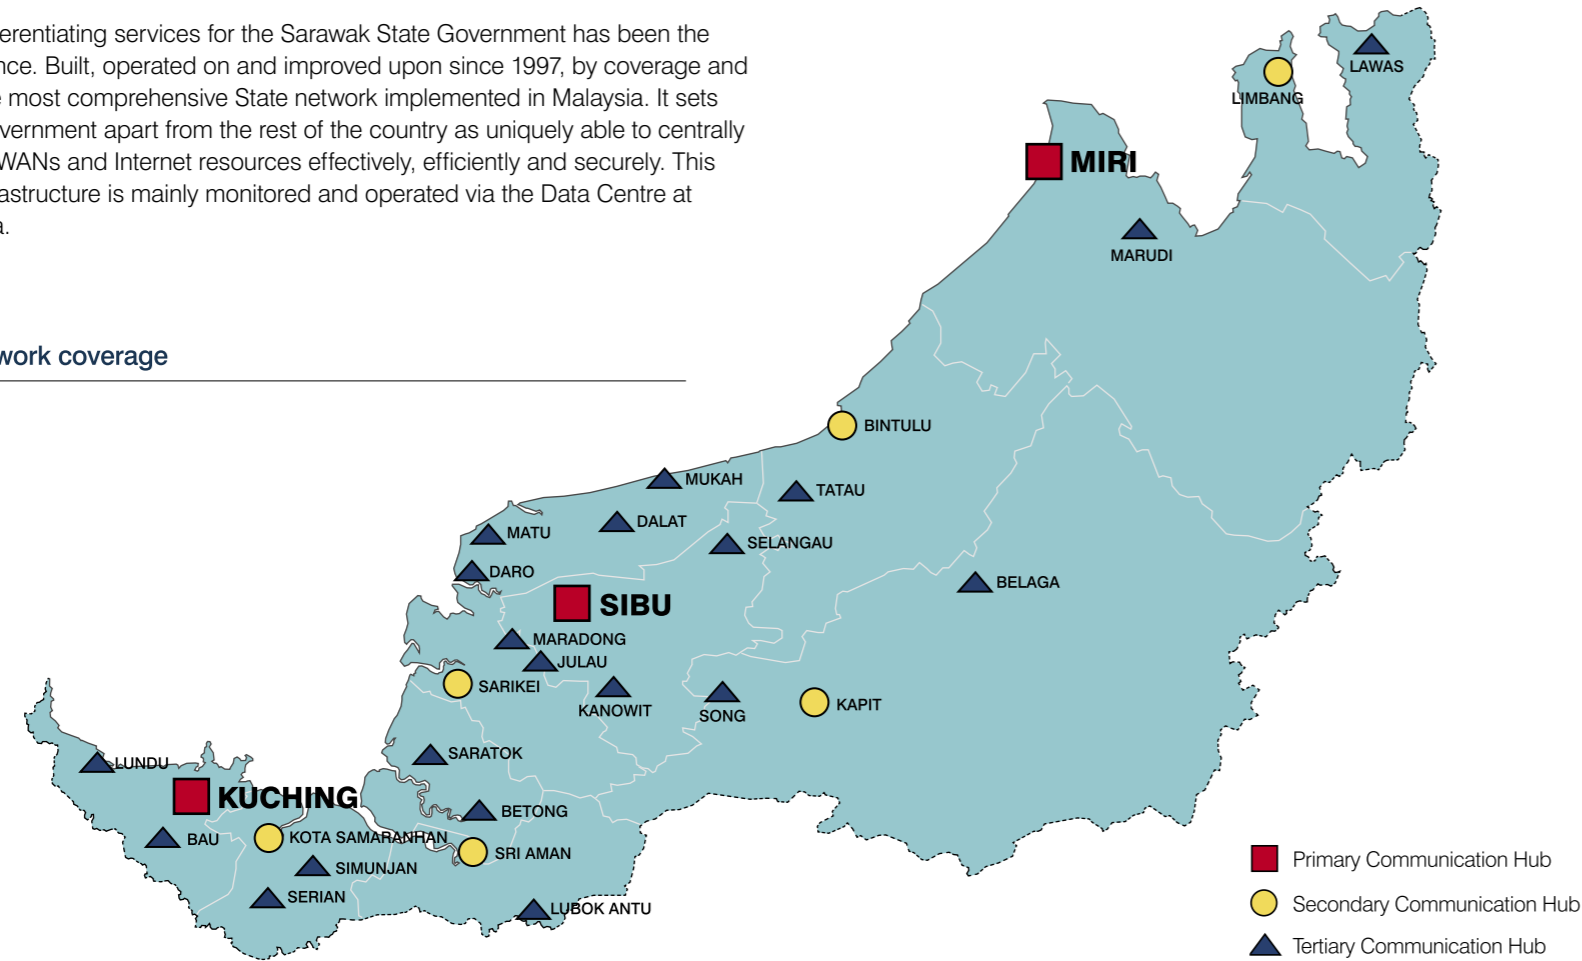 erentiating services for the Sarawak State Government has been the
nce. Built, operated on and improved upon since 1997, by coverage and
most comprehensive State network implemented in Malaysia. It sets
vernment apart from the rest of the country as uniquely able to centrally
WANs and Internet resources effectively, efficiently and securely. This
astructure is mainly monitored and operated via the Data Centre at
a.
work coverage
LAWAS
LIMBANG
MIRI
MARUDI
BINTULU
MUKAH
TATAU
DALAT
MATU
SELANGAU
DARO
BELAGA
SIBU
MARADONG
JULAU
SARIKEI
KANOWIT
SONG
KAPIT
SARATOK
LUNDU
KUCHING
BETONG
BAU
KOTA SAMARANHAN
SRI AMAN
SIMUNJAN
SERIAN
LUBOK ANTU
Primary Communication Hub
Secondary Communication Hub
Tertiary Communication Hub